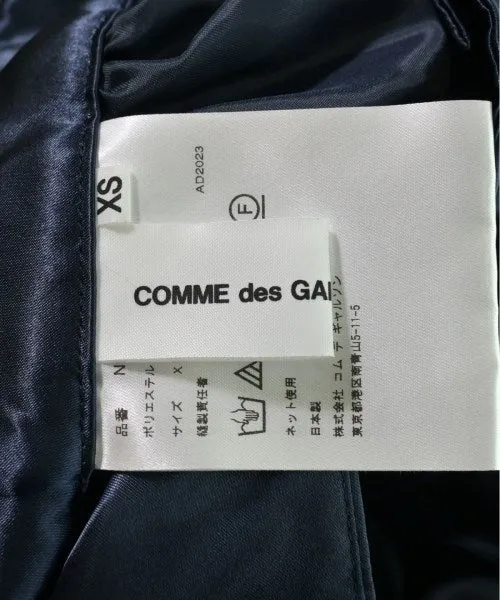 XS
COMME des GA
AD2023
F
品番 N
ポリエステル
サイズ X
縫製責任者
ネット使用
日本製
株式会社 コム デ ギャルソン
東京都港区南青山5-11-5